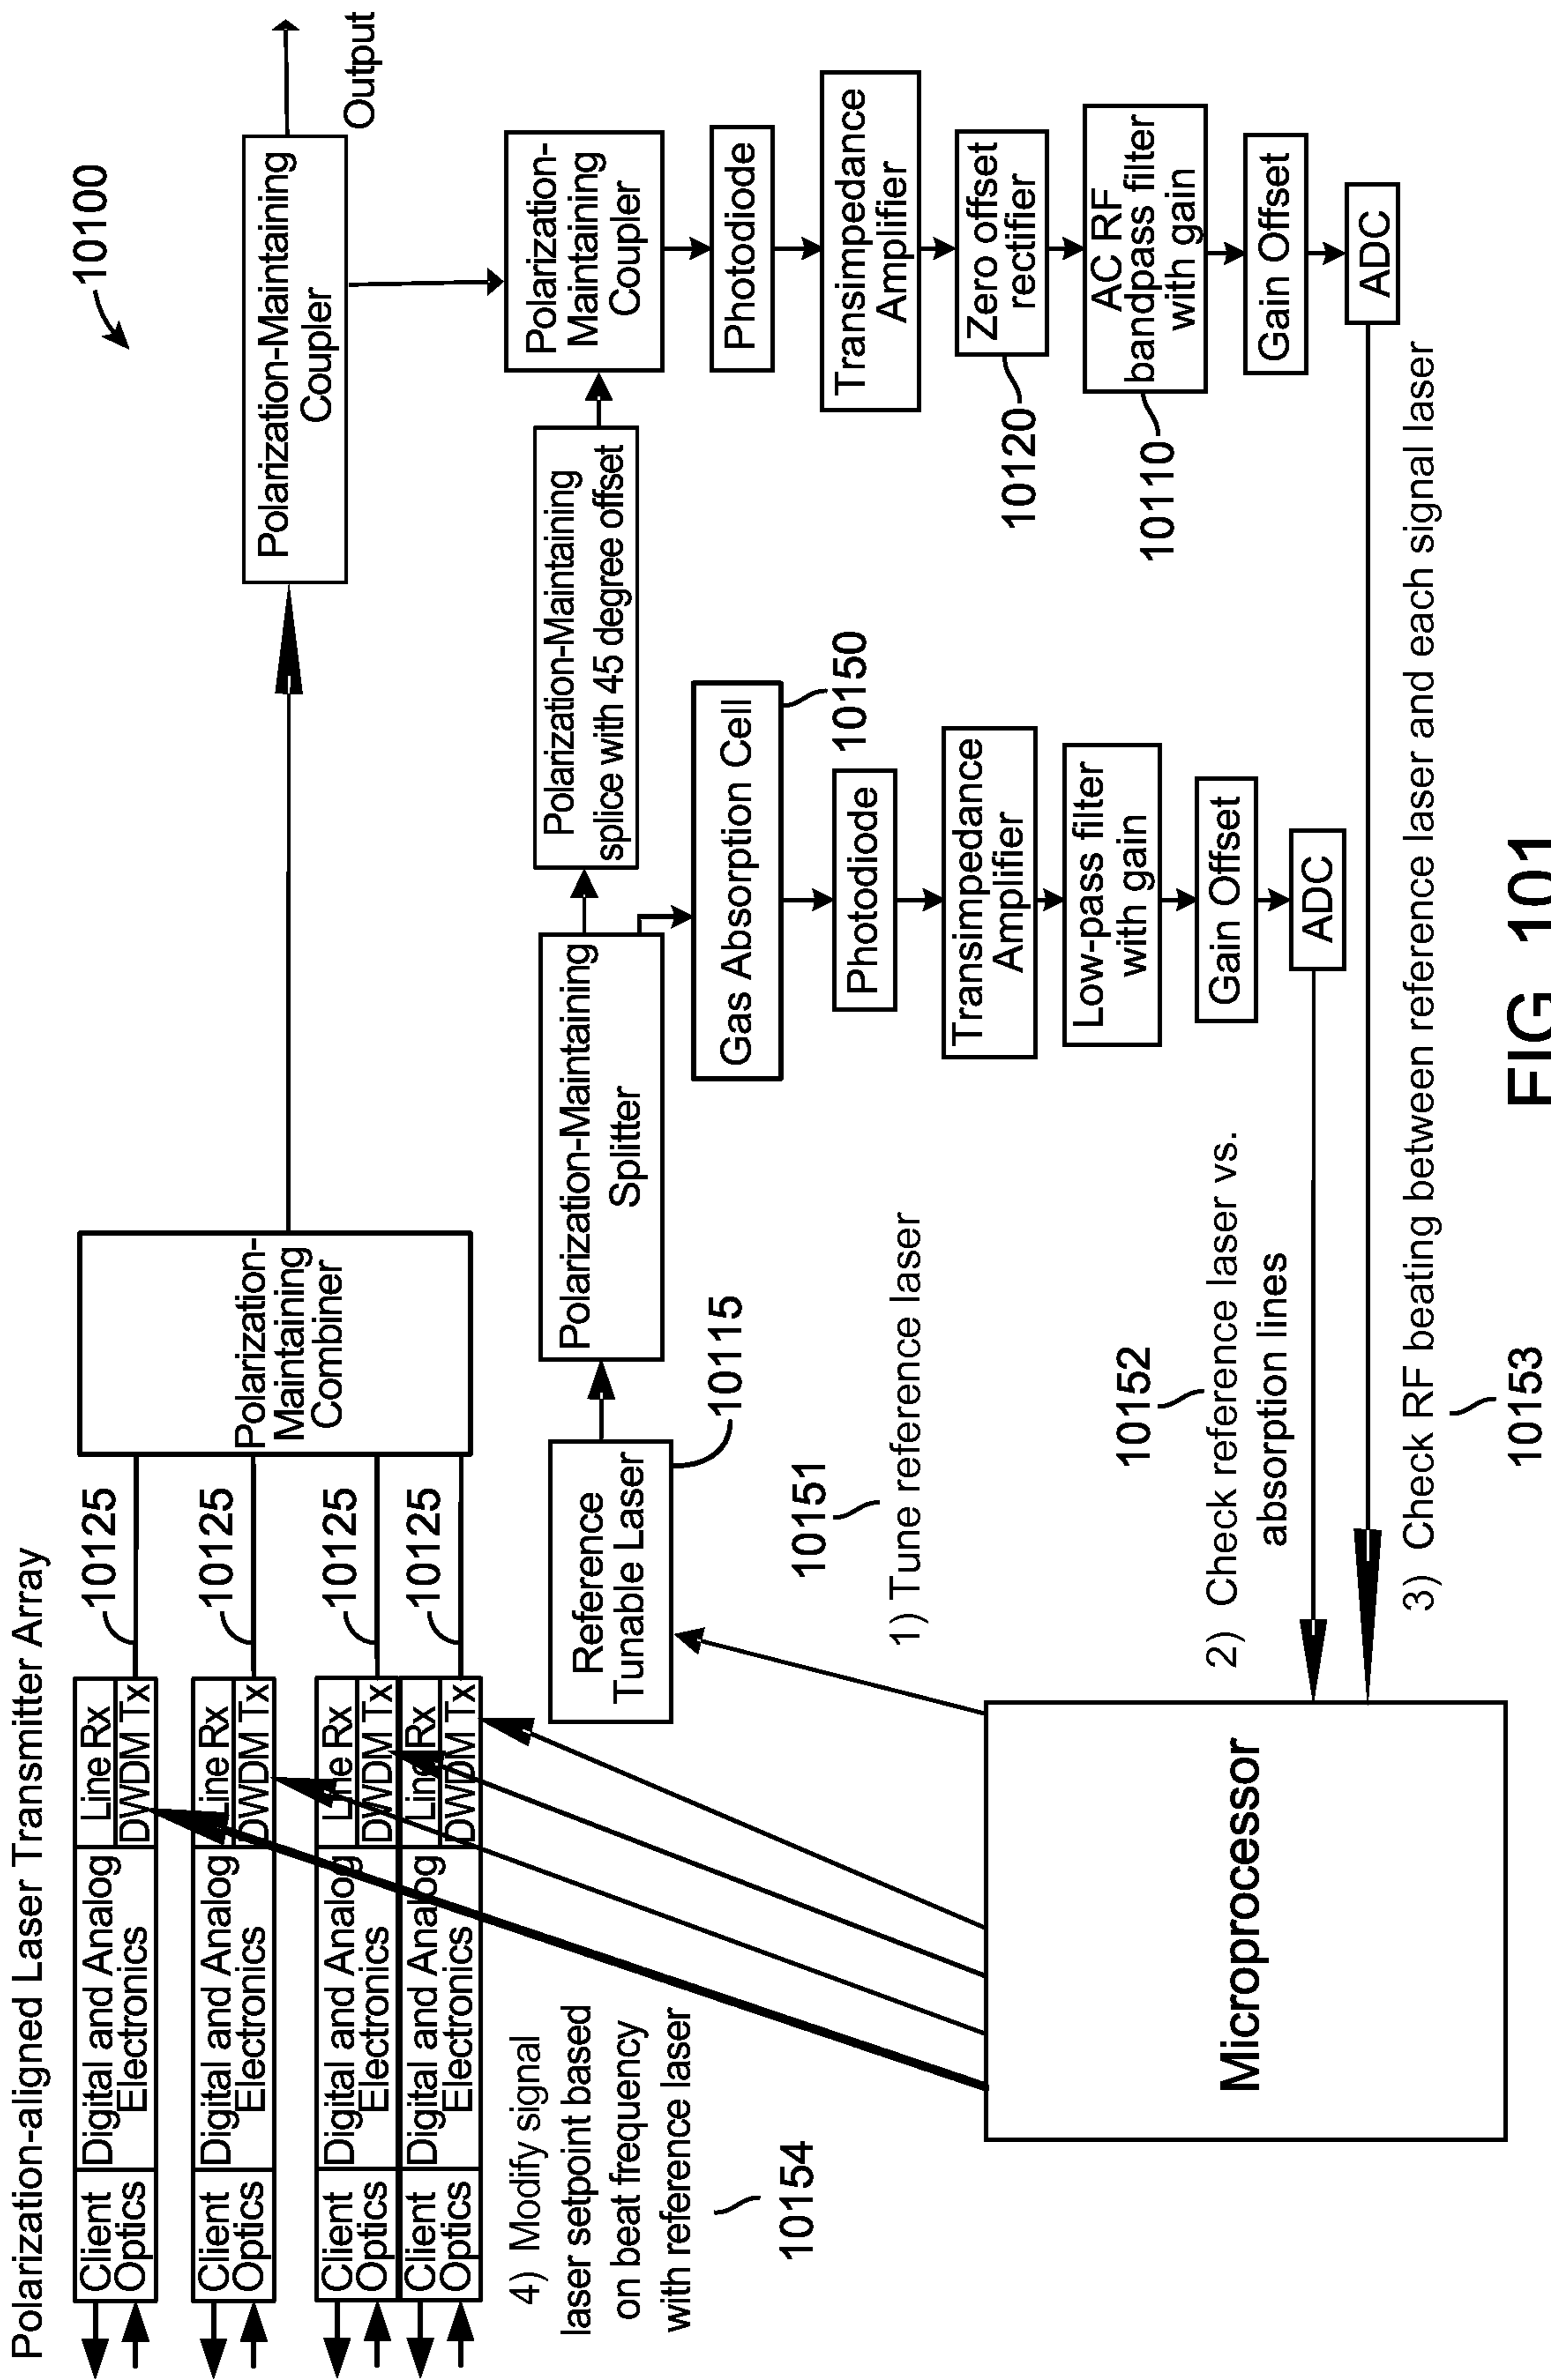 Polarization-aligned Laser Transmitter Array
10100
Client
Optics
Digital and Analog
Electronics
Line Rx
DWDM Tx
10125
Client
Optics
Digital and Analog
Electronics
Line Rx
DWDM Tx
10125
Client
Optics
Digital and Analog
Electronics
Line Rx
DWDM Tx
10125
Client
Optics
Digital and Analog
Electronics
Line Rx
DWDM Tx
10125
Polarization-
Maintaining
Combiner
Polarization-Maintaining
Coupler
Output
4) Modify signal
laser setpoint based
on beat frequency
with reference laser
10154
Reference
Tunable Laser
10115
Polarization-Maintaining
Splitter
Polarization-Maintaining
splice with 45 degree offset
Polarization-
Maintaining
Coupler
Gas Absorption Cell
10150
Photodiode
Transimpedance
Amplifier
Low-pass filter
with gain
Gain Offset
ADC
Photodiode
Transimpedance
Amplifier
Zero offset
rectifier
10120
AC RF
bandpass filter
with gain
10110
Gain Offset
ADC
10151
1) Tune reference laser
10152
2) Check reference laser vs.
absorption lines
3) Check RF beating between reference laser and each signal laser
10153
Microprocessor
FIG. 101